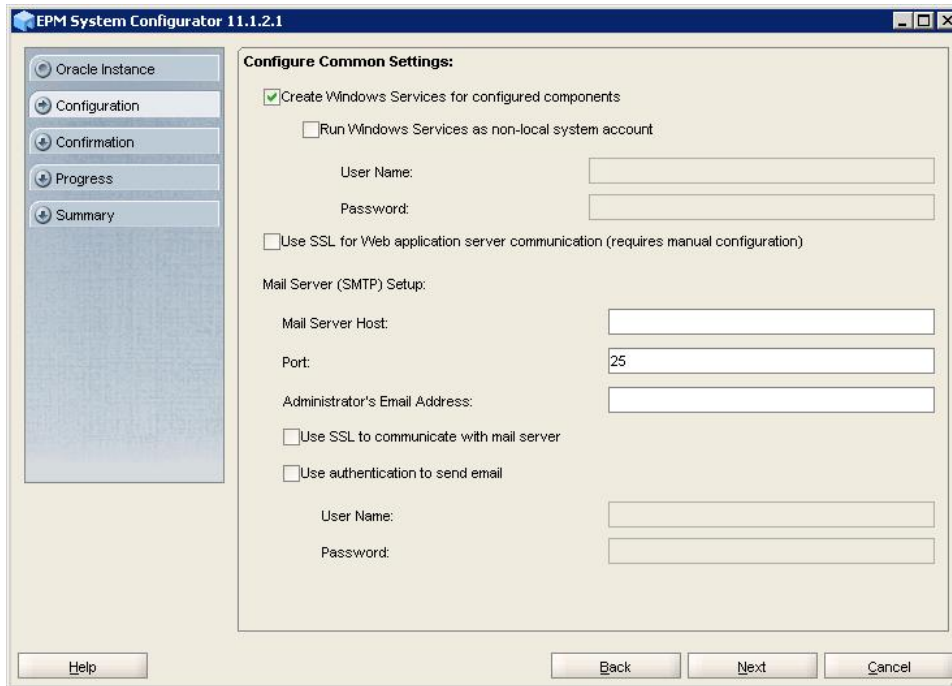 EPM System Configurator 11.1.2.1
Oracle Instance
Configuration
Confirmation
Progress
Summary
Configure Common Settings:
Create Windows Services for configured components
Run Windows Services as non-local system account
User Name:
Password:
Use SSL for Web application server communication (requires manual configuration)
Mail Server (SMTP) Setup:
Mail Server Host:
Port: 25
Administrator's Email Address:
Use SSL to communicate with mail server
Use authentication to send email
User Name:
Password:
Help Back Next Cancel